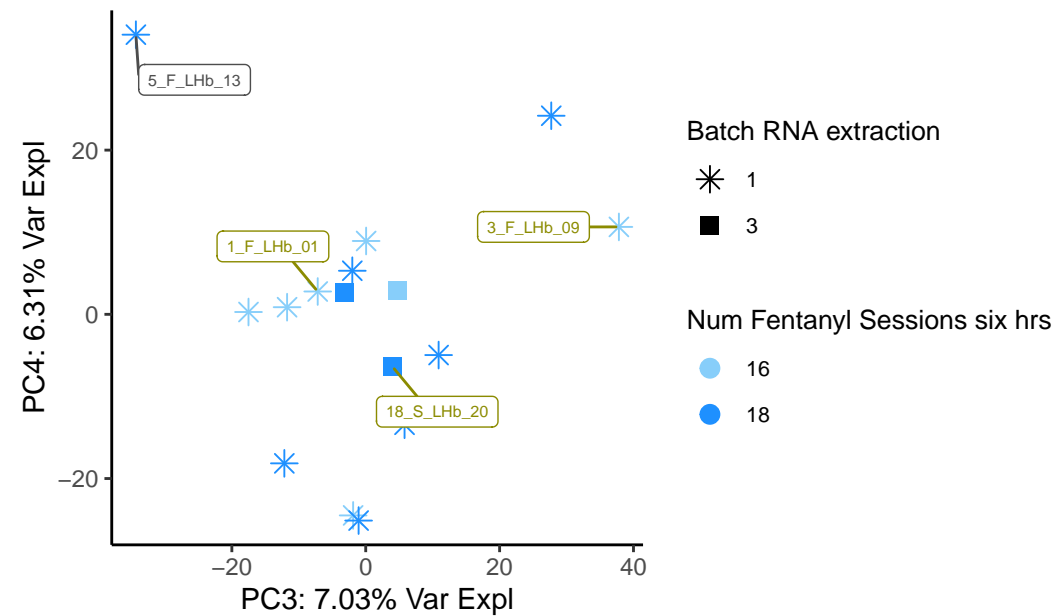 5_F_LHb_13
3_F_LHb_09
1_F_LHb_01
18_S_LHb_20
20
0
−20
−20
0
20
40
PC4: 6.31% Var Expl
PC3: 7.03% Var Expl
Batch RNA extraction
1
3
Num Fentanyl Sessions six hrs
16
18